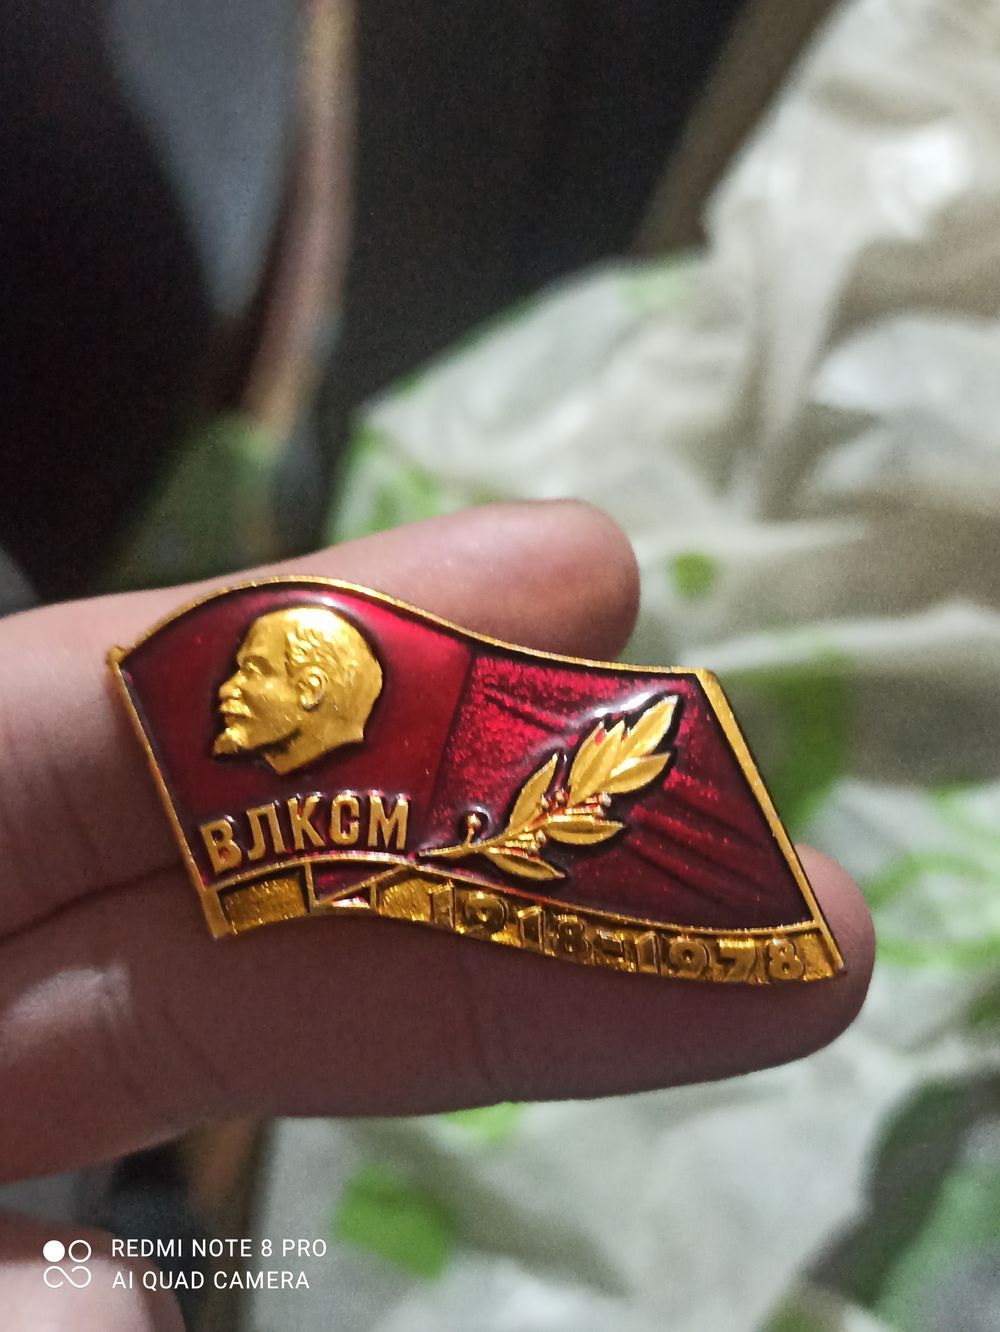 ВЛКСМ
1918-1978
REDMI NOTE 8 PRO
AI QUAD CAMERA